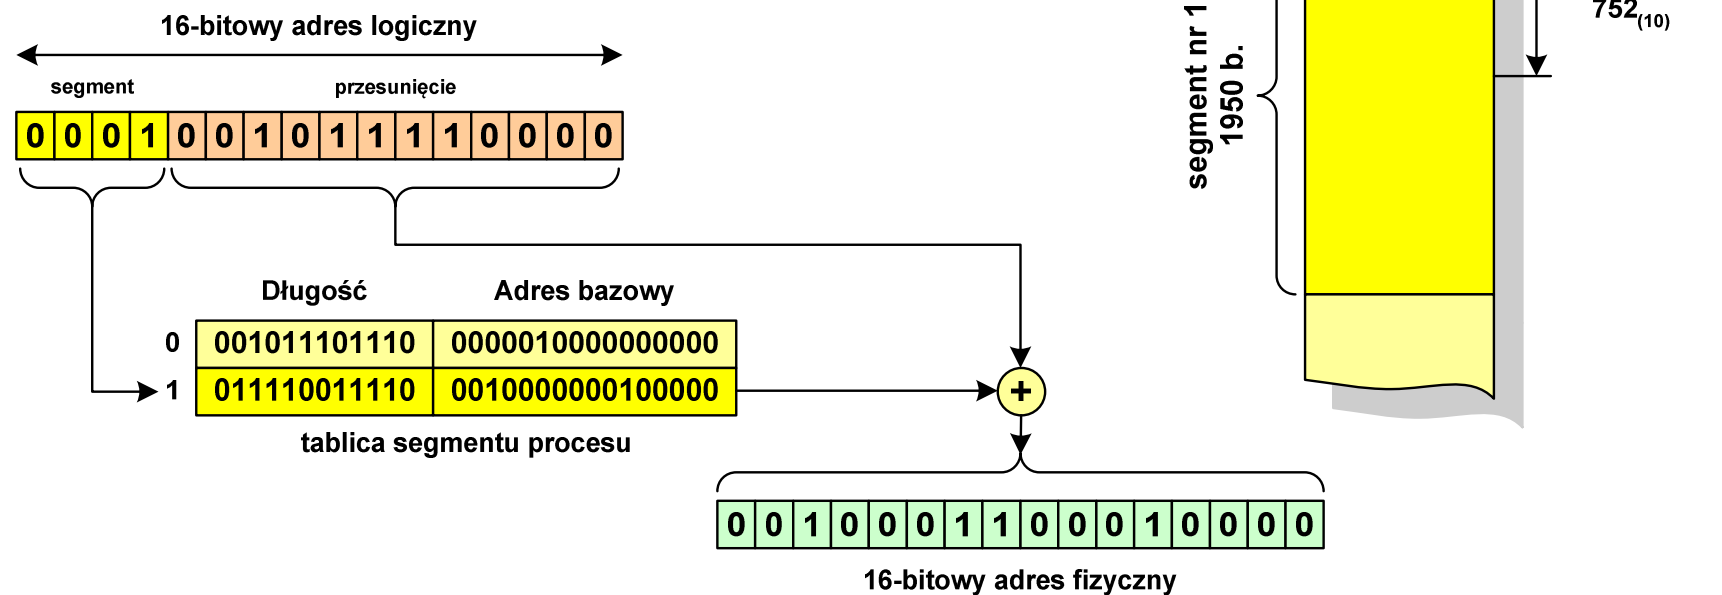 16-bitowy adres logiczny
segment przesunięcie
0 0 0 1 0 0 1 0 1 1 1 1 0 0 0 0
segment nr 1
1950 b.
752(10)
Długość Adres bazowy
0 001011101110 0000010000000000
1 011110011110 0010000000100000
+
tablica segmentu procesu
0 0 1 0 0 0 1 1 0 0 0 1 0 0 0 0
16-bitowy adres fizyczny